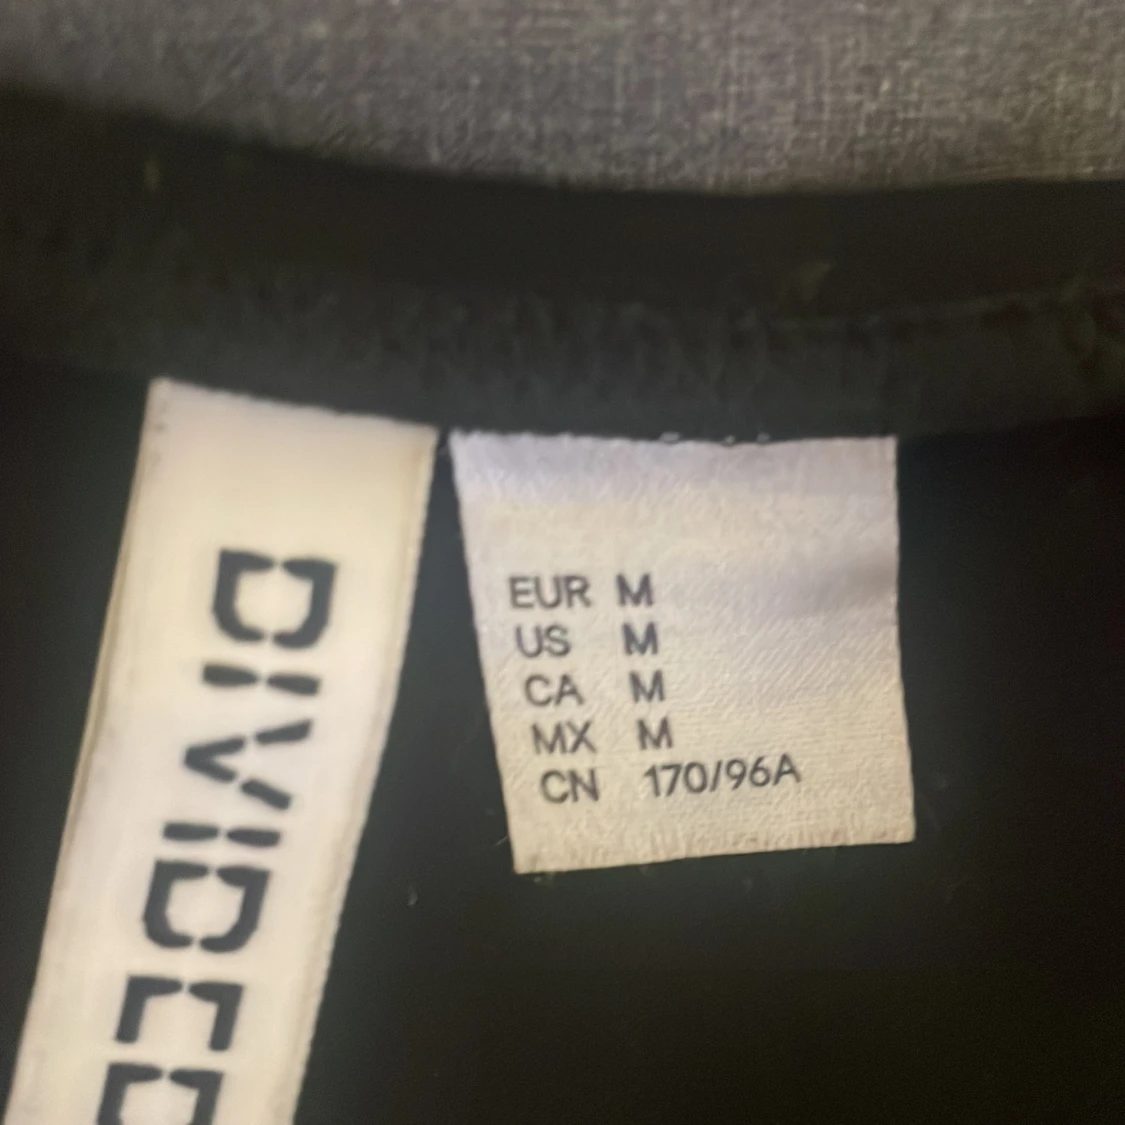 DIVIDED
EUR M
US M
CA M
MX M
CN 170/96A